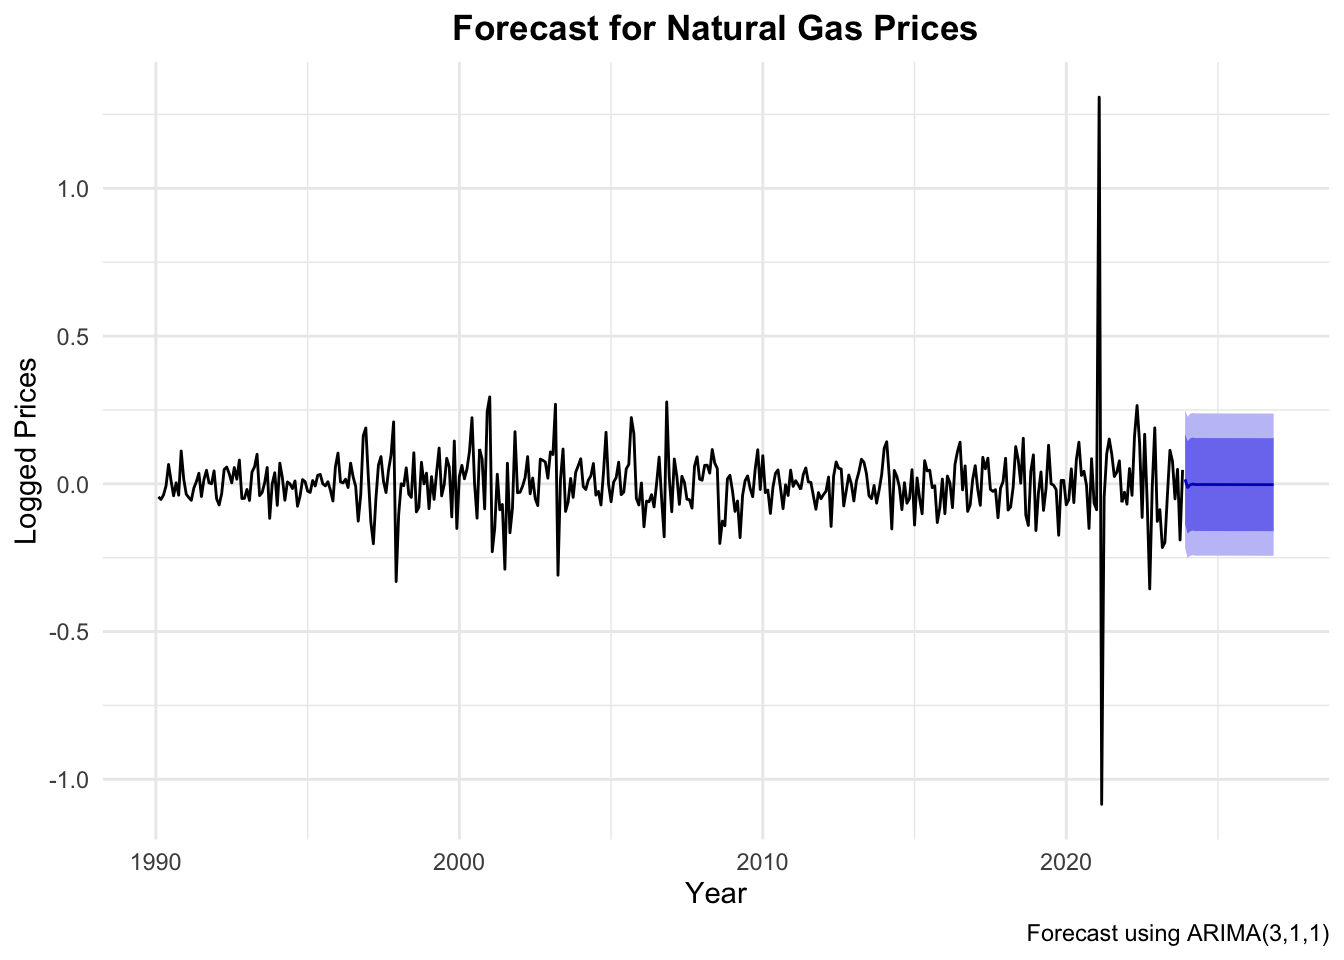 Forecast for Natural Gas Prices
Logged Prices
1.0
0.5
0.0
-0.5
-1.0
1990 2000 2010 2020
Year
Forecast using ARIMA(3,1,1)